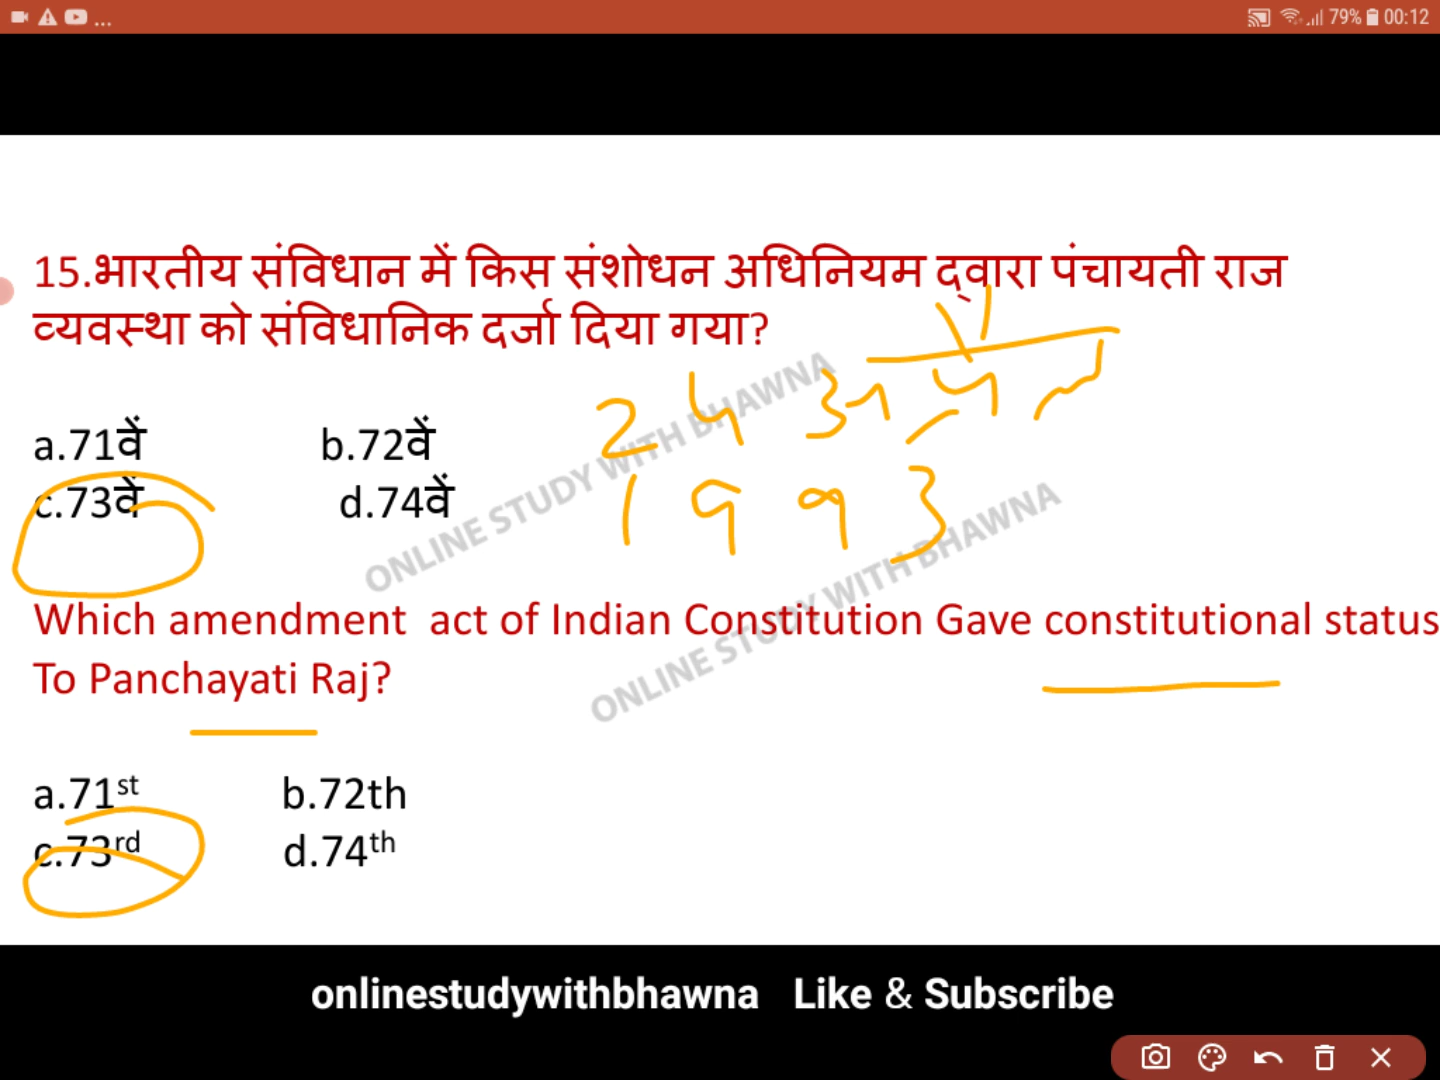 ... 79% 00:12
15.भारतीय संविधान में किस संशोधन अधिनियम द्वारा पंचायती राज
व्यवस्था को संविधानिक दर्जा दिया गया?
a.71वें b.72वें
c.73वें d.74वें
24 अप्रैल
1993
ONLINE STUDY WITH BHAWNA
ONLINE STUDY WITH BHAWNA
Which amendment act of Indian Constitution Gave constitutional status
To Panchayati Raj?
a.71st b.72th
c.73rd d.74th
onlinestudywithbhawna Like & Subscribe